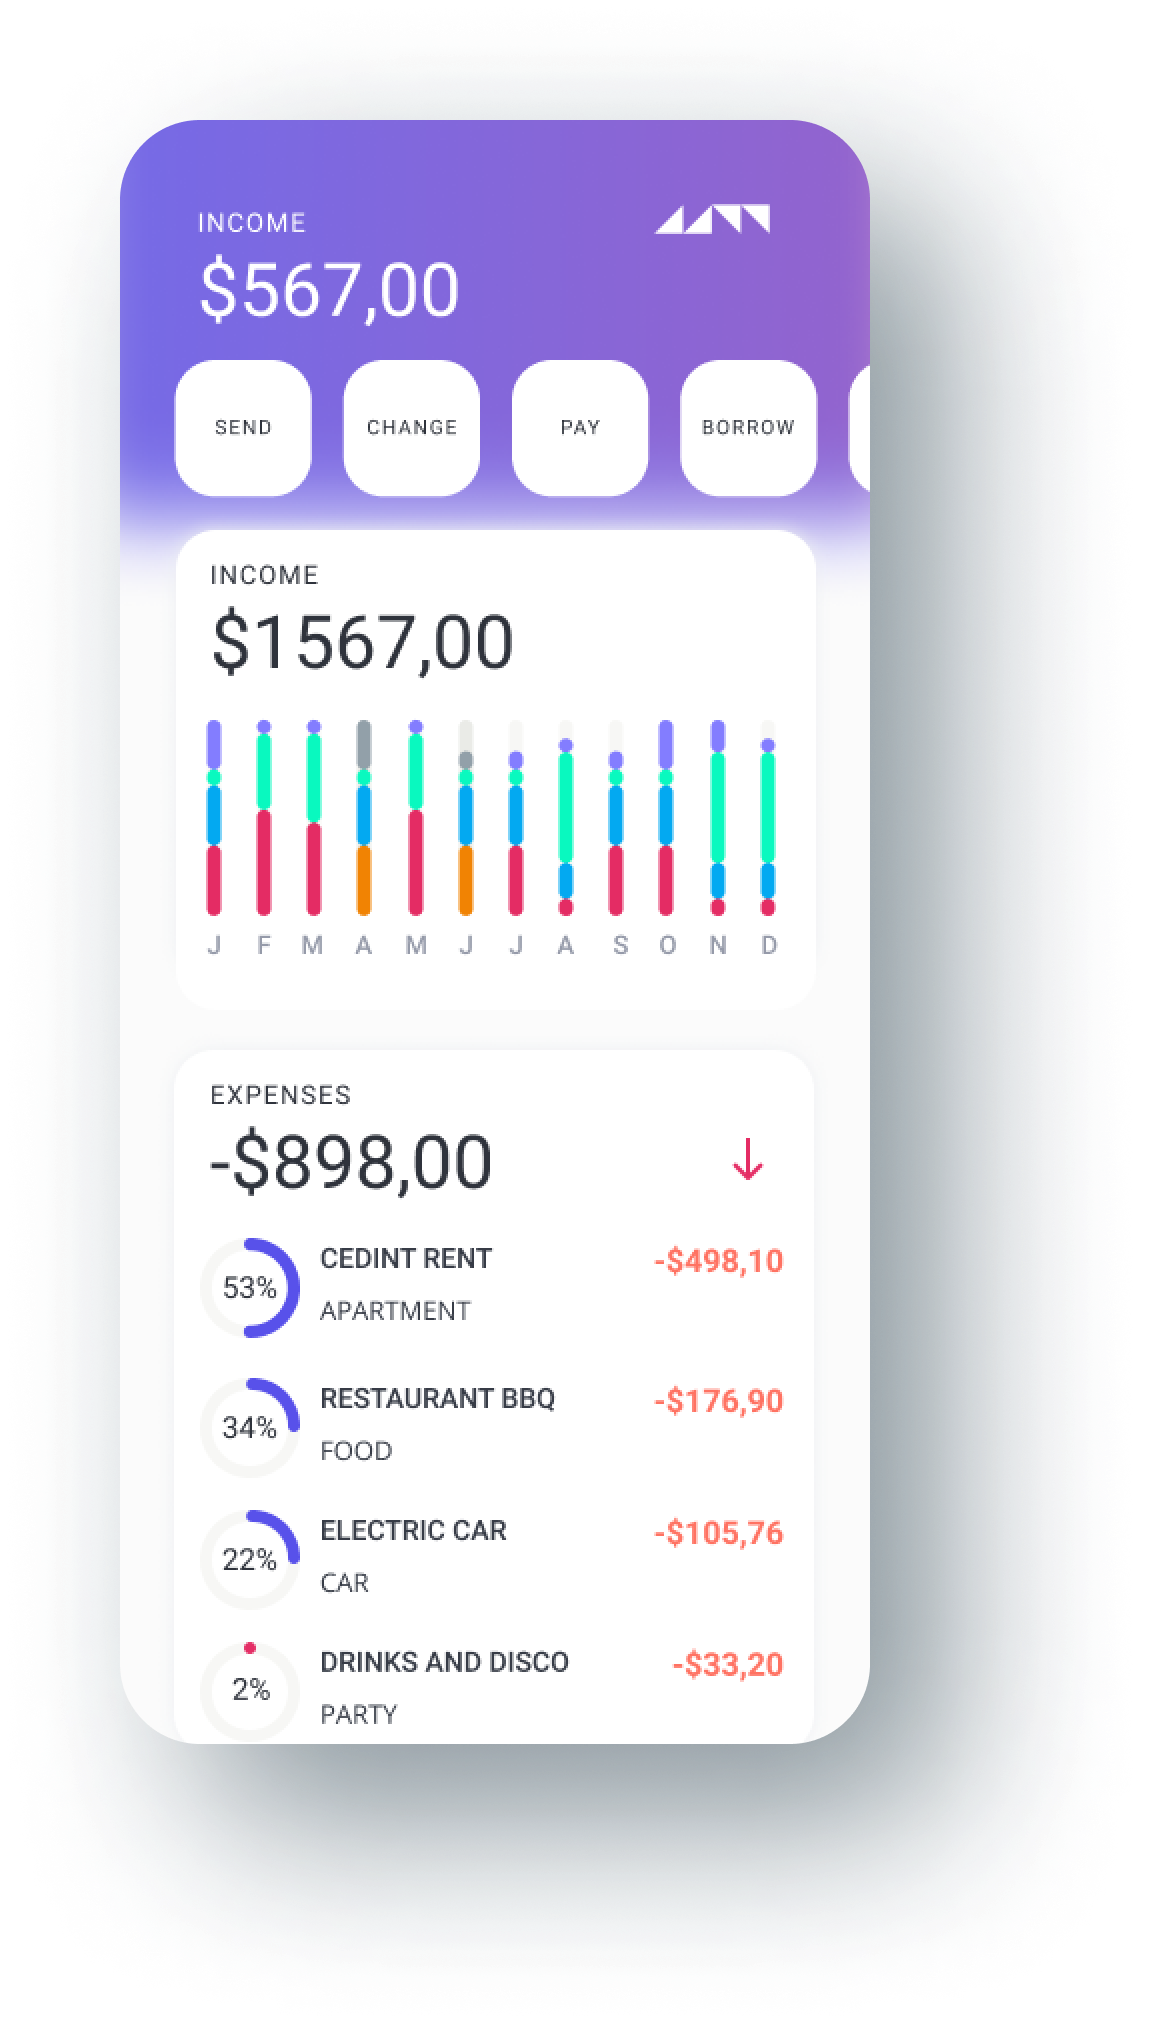 INCOME
$567,00
SEND CHANGE PAY BORROW
INCOME
$1567,00
J F M A M J J A S O N D
EXPENSES
-$898,00
53% CEDINT RENT -$498,10
APARTMENT
34% RESTAURANT BBQ -$176,90
FOOD
22% ELECTRIC CAR -$105,76
CAR
2% DRINKS AND DISCO -$33,20
PARTY